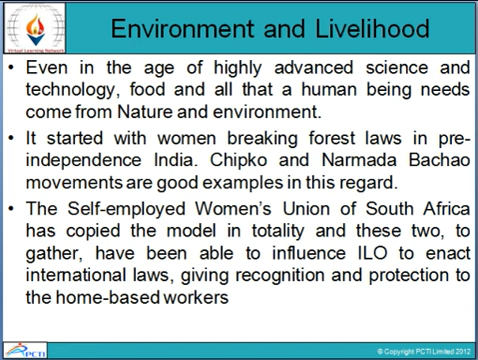 Environment and Livelihood
Virtual Learning Network
• Even in the age of highly advanced science and
technology, food and all that a human being needs
come from Nature and environment.
• It started with women breaking forest laws in pre-
independence India. Chipko and Narmada Bachao
movements are good examples in this regard.
• The Self-employed Women's Union of South Africa
has copied the model in totality and these two, to
gather, have been able to influence ILO to enact
international laws, giving recognition and protection to
the home-based workers
PCTI
© Copyright PCTI Limited 2012